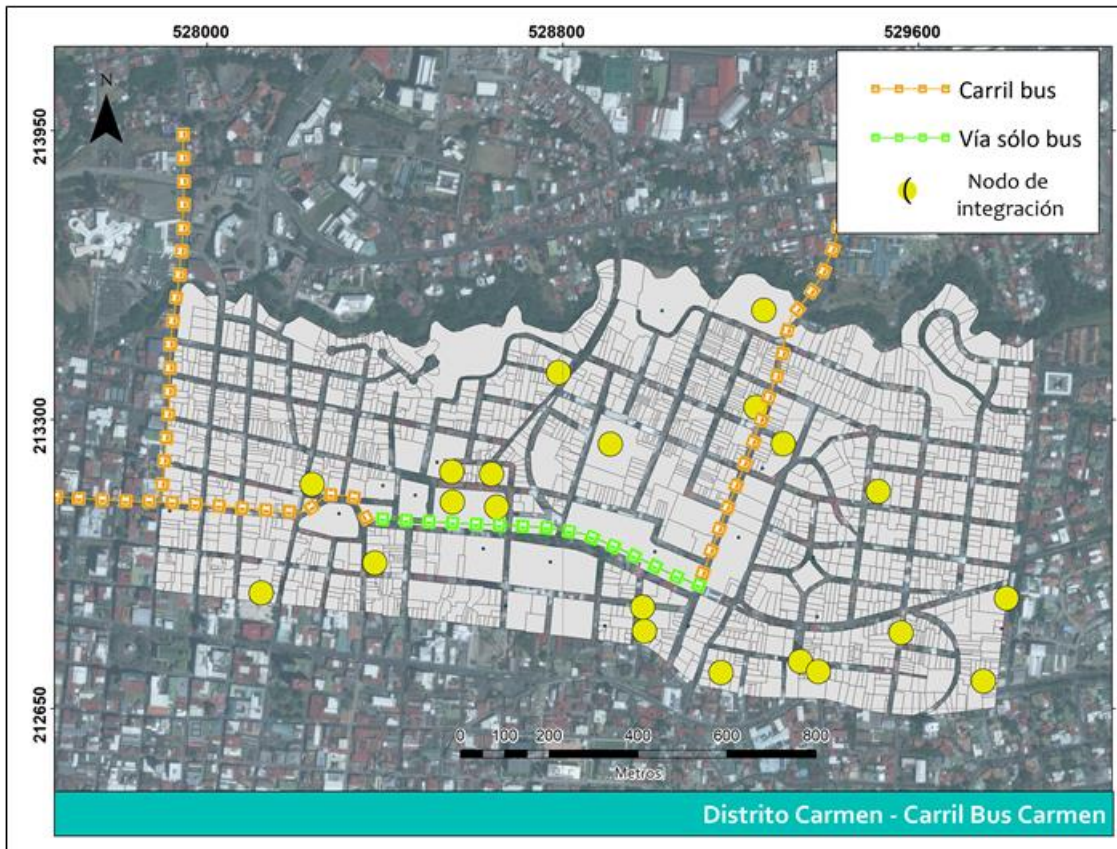 528000 528800 529600
N
Carril bus
Vía sólo bus
(
Nodo de
integración
213950
213300
212650
0 100 200 400 600 800
Metros
Distrito Carmen - Carril Bus Carmen